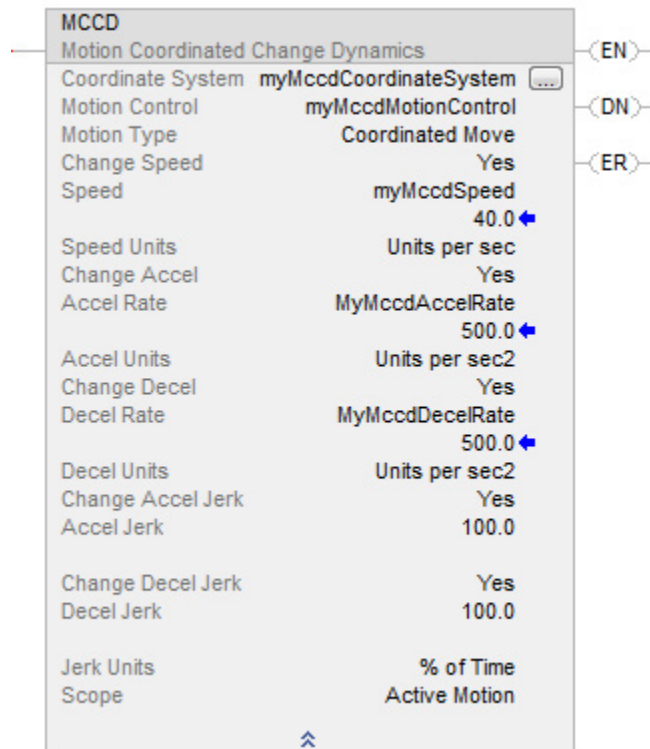 MCCD
Motion Coordinated Change Dynamics (EN)
Coordinate System myMccdCoordinateSystem ...
Motion Control myMccdMotionControl (DN)
Motion Type Coordinated Move
Change Speed Yes (ER)
Speed myMccdSpeed
40.0
Speed Units Units per sec
Change Accel Yes
Accel Rate MyMccdAccelRate
500.0
Accel Units Units per sec2
Change Decel Yes
Decel Rate MyMccdDecelRate
500.0
Decel Units Units per sec2
Change Accel Jerk Yes
Accel Jerk 100.0
Change Decel Jerk Yes
Decel Jerk 100.0
Jerk Units % of Time
Scope Active Motion